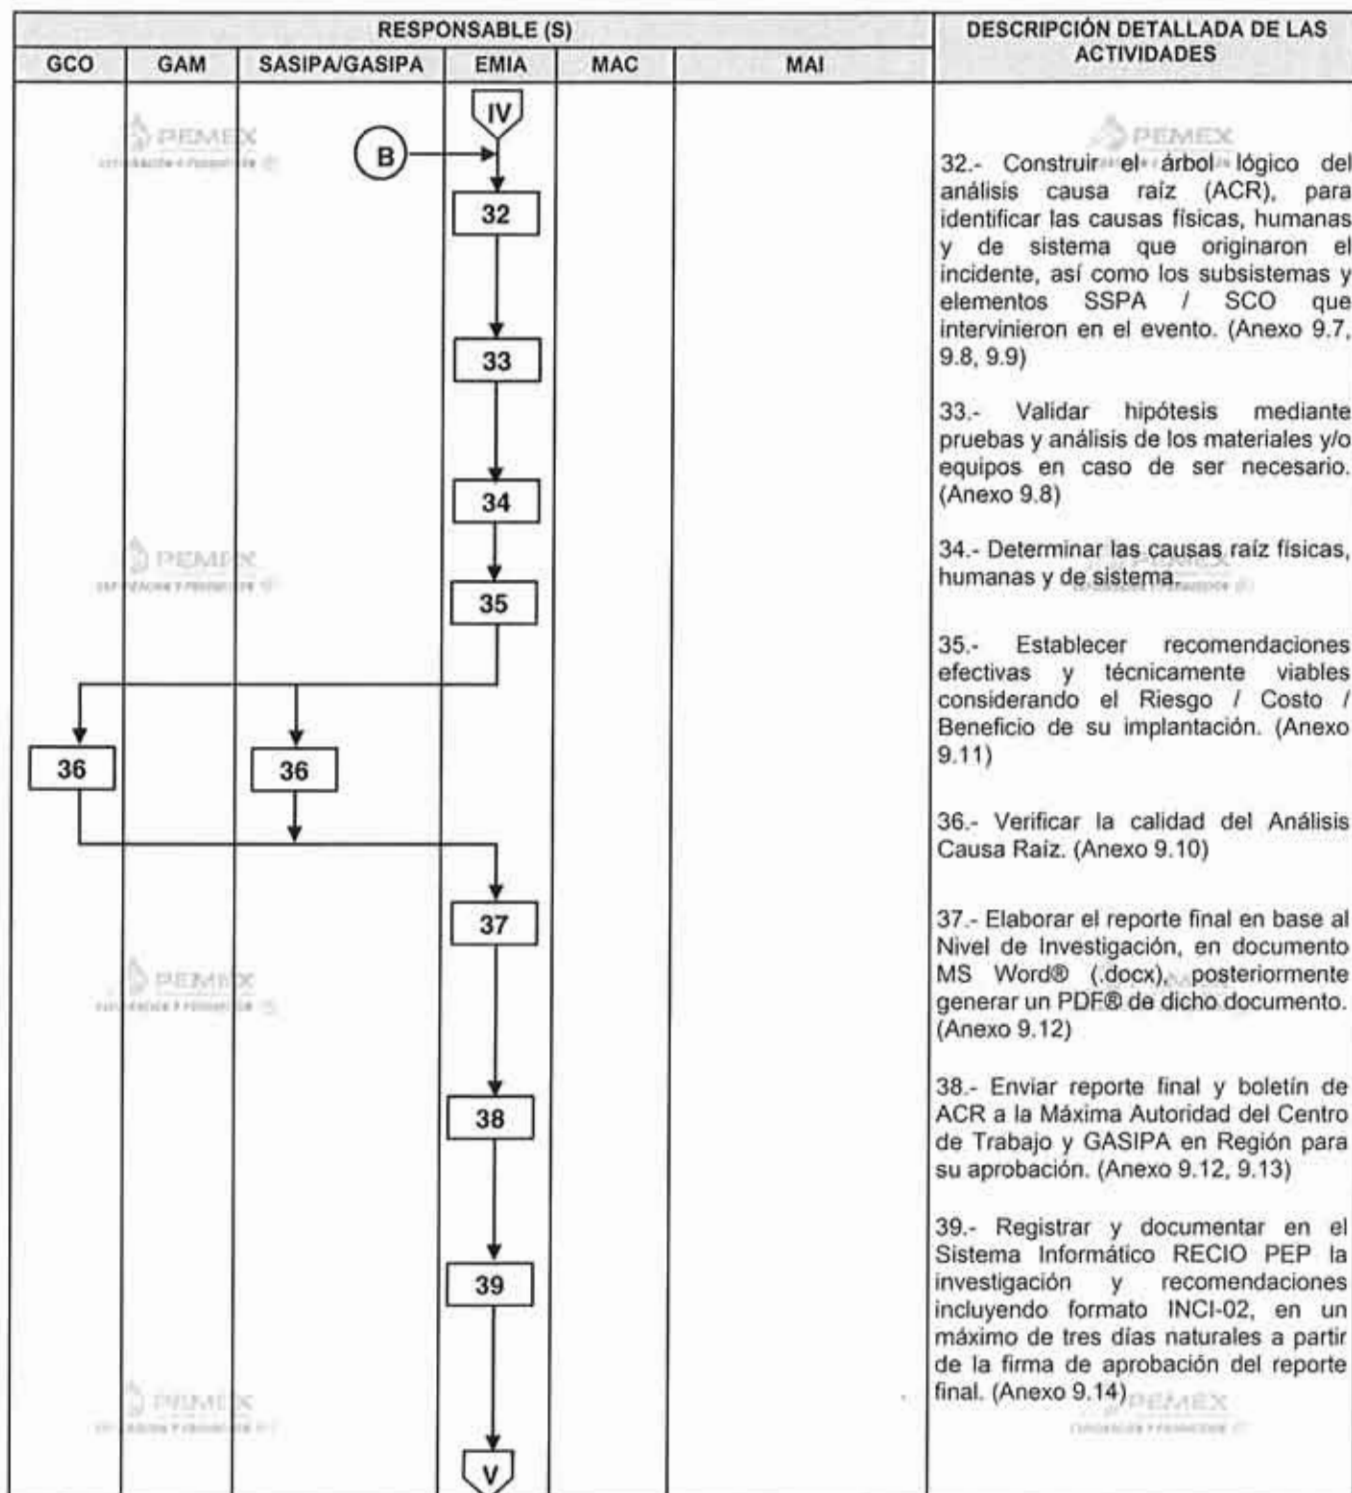 RESPONSABLE (S)
DESCRIPCIÓN DETALLADA DE LAS
ACTIVIDADES
GCO GAM SASIPA/GASIPA EMIA MAC MAI
IV
B
32
33
34
35
36 36
37
38
39
V
PEMEX
PEMEX
32.- Construir el árbol lógico del
análisis causa raíz (ACR), para
identificar las causas físicas, humanas
y de sistema que originaron el
incidente, así como los subsistemas y
elementos SSPA / SCO que
intervinieron en el evento. (Anexo 9.7,
9.8, 9.9)
33.- Validar hipótesis mediante
pruebas y análisis de los materiales y/o
equipos en caso de ser necesario.
(Anexo 9.8)
PEMEX
34.- Determinar las causas raíz físicas,
humanas y de sistema.
PEMEX
35.- Establecer recomendaciones
efectivas y técnicamente viables
considerando el Riesgo / Costo /
Beneficio de su implantación. (Anexo
9.11)
36.- Verificar la calidad del Análisis
Causa Raíz. (Anexo 9.10)
PEMEX
37.- Elaborar el reporte final en base al
Nivel de Investigación, en documento
MS Word® (.docx), posteriormente
generar un PDF® de dicho documento.
(Anexo 9.12)
38.- Enviar reporte final y boletín de
ACR a la Máxima Autoridad del Centro
de Trabajo y GASIPA en Región para
su aprobación. (Anexo 9.12, 9.13)
39.- Registrar y documentar en el
Sistema Informático RECIO PEP la
investigación y recomendaciones
incluyendo formato INCI-02, en un
máximo de tres días naturales a partir
de la firma de aprobación del reporte
final. (Anexo 9.14)
PEMEX
PEMEX